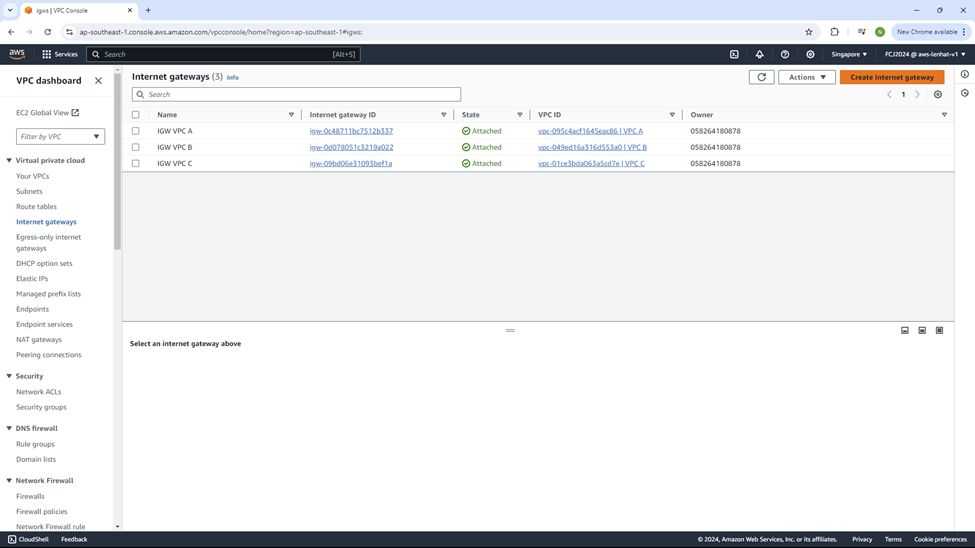 igws | VPC Console
ap-southeast-1.console.aws.amazon.com/vpcconsole/home?region=ap-southeast-1#igws:
N
New Chrome available
aws
Services
Search
[Alt+S]
Singapore
FCJ2024 @ aws-lenhat-v1
VPC dashboard
EC2 Global View
Filter by VPC
Virtual private cloud
Your VPCs
Subnets
Route tables
Internet gateways
Egress-only internet
gateways
DHCP option sets
Elastic IPs
Managed prefix lists
Endpoints
Endpoint services
NAT gateways
Peering connections
Security
Network ACLs
Security groups
DNS firewall
Rule groups
Domain lists
Network Firewall
Firewalls
Firewall policies
Network Firewall rule
Internet gateways (3) Info
Actions
Create internet gateway
Search
1
Name Internet gateway ID State VPC ID Owner
IGW VPC A igw-0c48711bc7512b337 Attached vpc-095c4acf1645eac86 | VPC A 058264180878
IGW VPC B igw-0d078051c3219a022 Attached vpc-049ed16a316d553a0 | VPC B 058264180878
IGW VPC C igw-09bd06e31093bef1a Attached vpc-01ce3bda063a5cd7e | VPC C 058264180878
Select an internet gateway above
CloudShell Feedback © 2024, Amazon Web Services, Inc. or its affiliates. Privacy Terms Cookie preferences